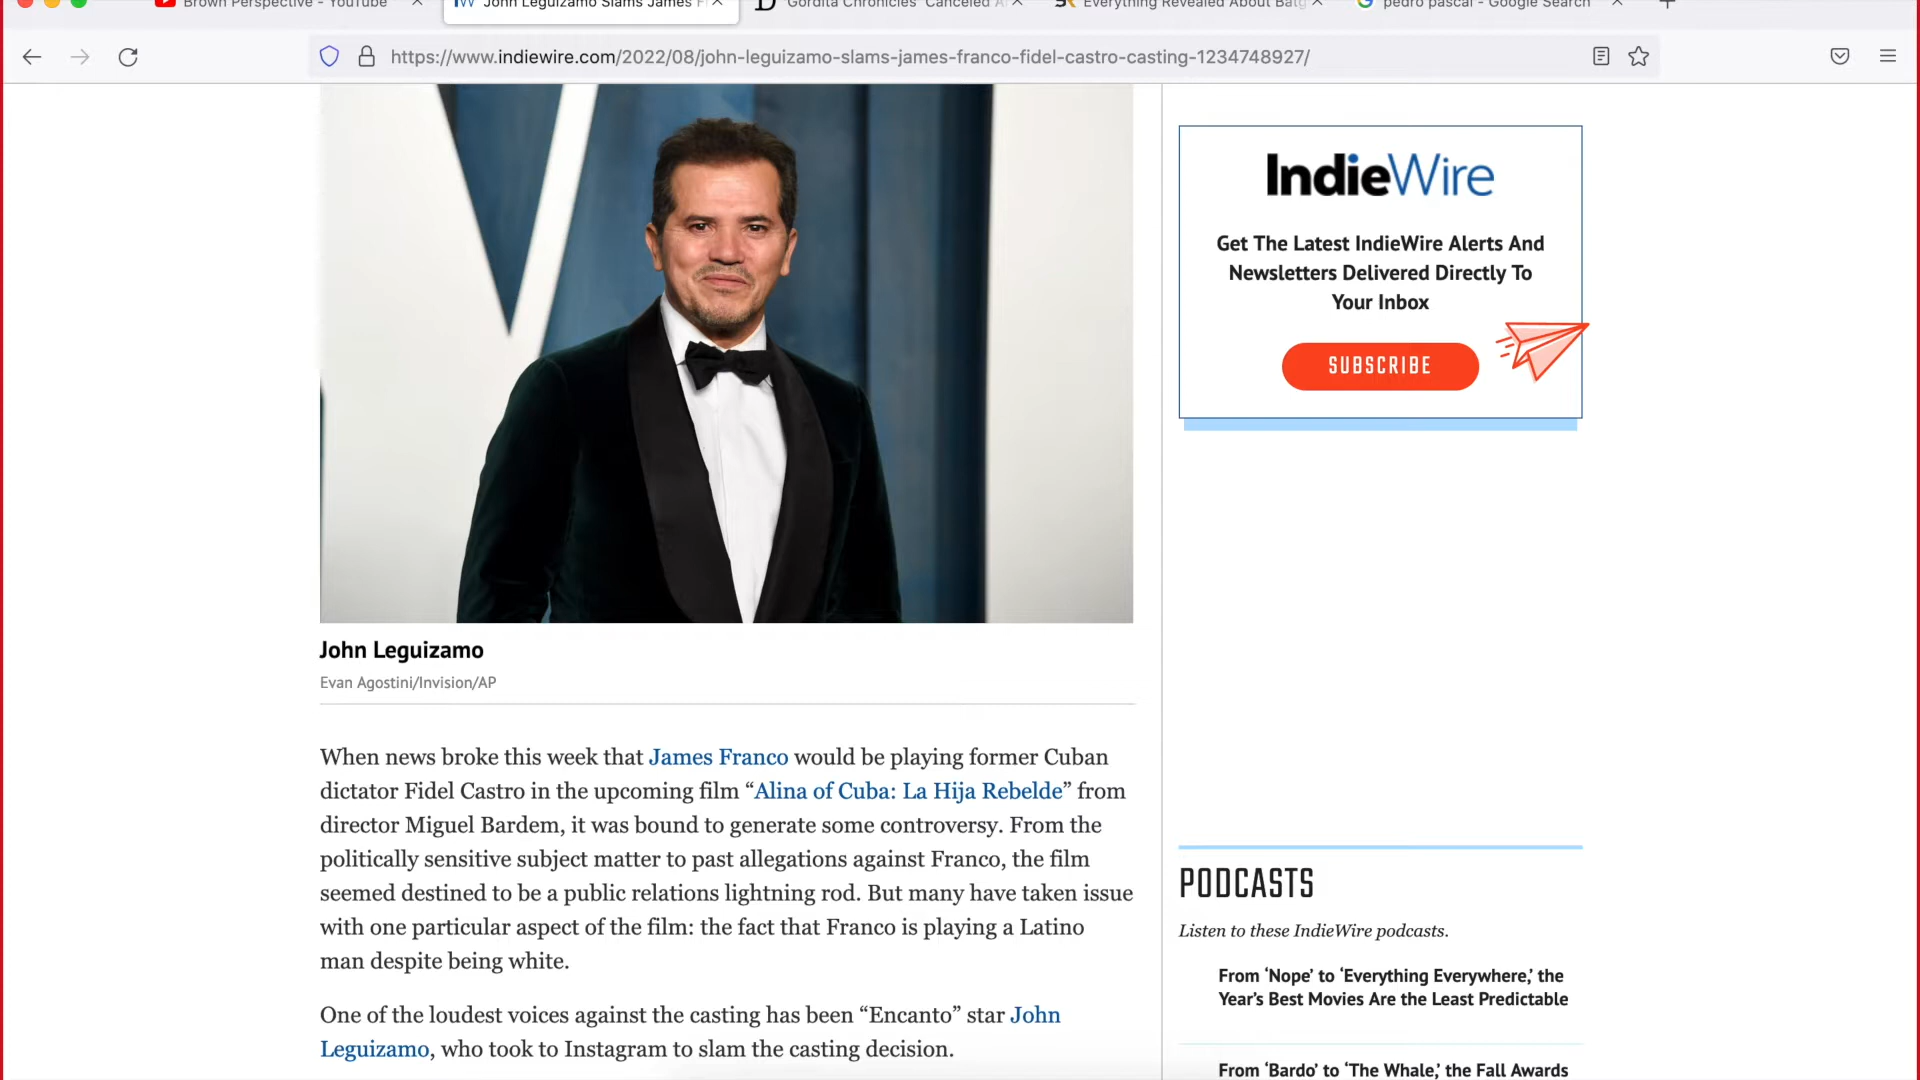 Brown Perspective - YouTube
John Leguizamo Slams James F
'Gordita Chronicles' Canceled A
Everything Revealed About Batg
pedro pascal - Google Search
https://www.indiewire.com/2022/08/john-leguizamo-slams-james-franco-fidel-castro-casting-1234748927/
John Leguizamo
Evan Agostini/Invision/AP
When news broke this week that James Franco would be playing former Cuban
dictator Fidel Castro in the upcoming film “Alina of Cuba: La Hija Rebelde” from
director Miguel Bardem, it was bound to generate some controversy. From the
politically sensitive subject matter to past allegations against Franco, the film
seemed destined to be a public relations lightning rod. But many have taken issue
with one particular aspect of the film: the fact that Franco is playing a Latino
man despite being white.
One of the loudest voices against the casting has been “Encanto” star John
Leguizamo, who took to Instagram to slam the casting decision.
IndieWire
Get The Latest IndieWire Alerts And
Newsletters Delivered Directly To
Your Inbox
SUBSCRIBE
PODCASTS
Listen to these IndieWire podcasts.
From ‘Nope’ to ‘Everything Everywhere,’ the
Year’s Best Movies Are the Least Predictable
From ‘Bardo’ to ‘The Whale,’ the Fall Awards